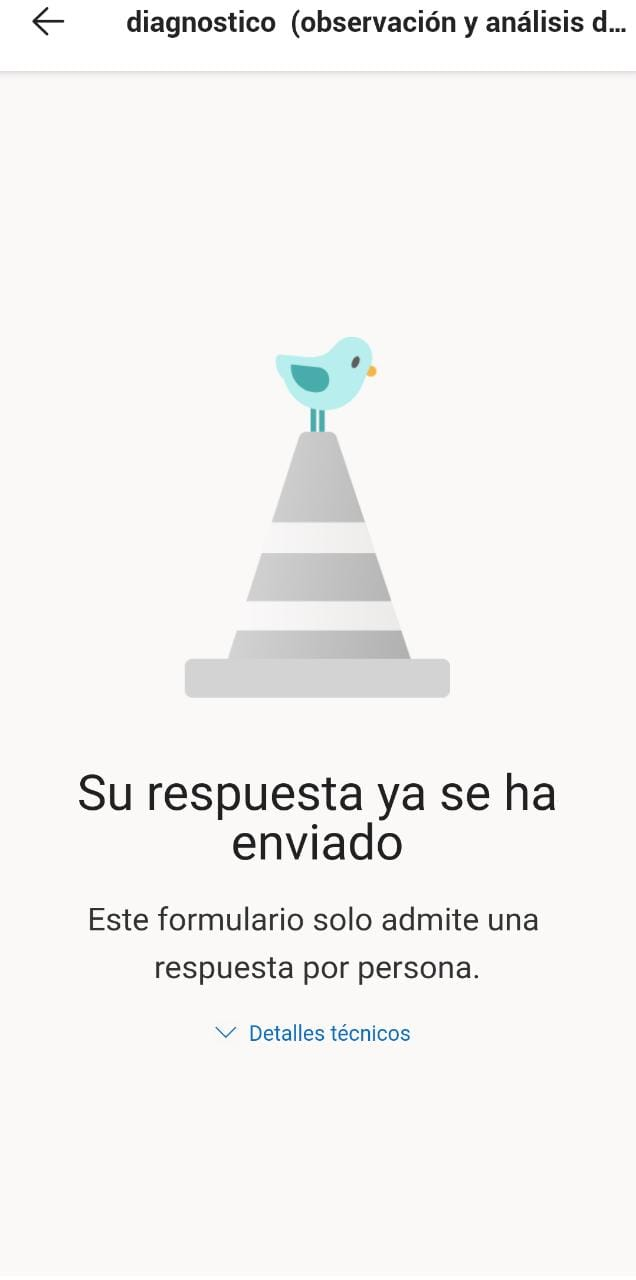 diagnostico (observación y análisis d...
Su respuesta ya se ha
enviado
Este formulario solo admite una
respuesta por persona.
Detalles técnicos